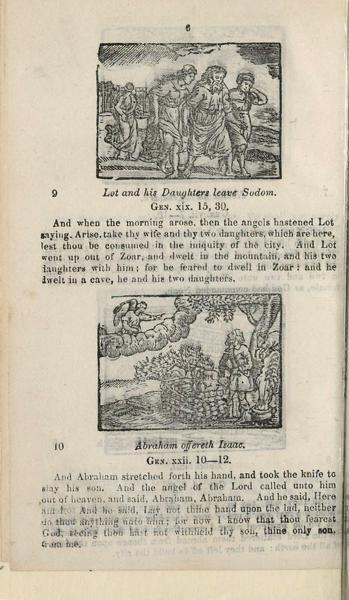 6
9 Lot and his Daughters leave Sodom.
GEN. xix. 15, 30.
And when the morning arose, then the angels hastened Lot
saying, Arise, take thy wife and thy two daughters, which are here,
lest thou be consumed in the iniquity of the city. And Lot
went up out of Zoar, and dwelt in the mountain, and his two
daughters with him; for he feared to dwell in Zoar: and he
dwelt in a cave, he and his two daughters.
10 Abraham offereth Isaac.
GEN. xxii. 10—12.
And Abraham stretched forth his hand, and took the knife to
slay his son. And the angel of the Lord called unto him
out of heaven, and said, Abraham, Abraham. And he said, Here
am I. And he said, Lay not thine hand upon the lad, neither
do thou anything unto him; for now I know that thou fearest
God, seeing thou hast not withheld thy son, thine only son,
from me.